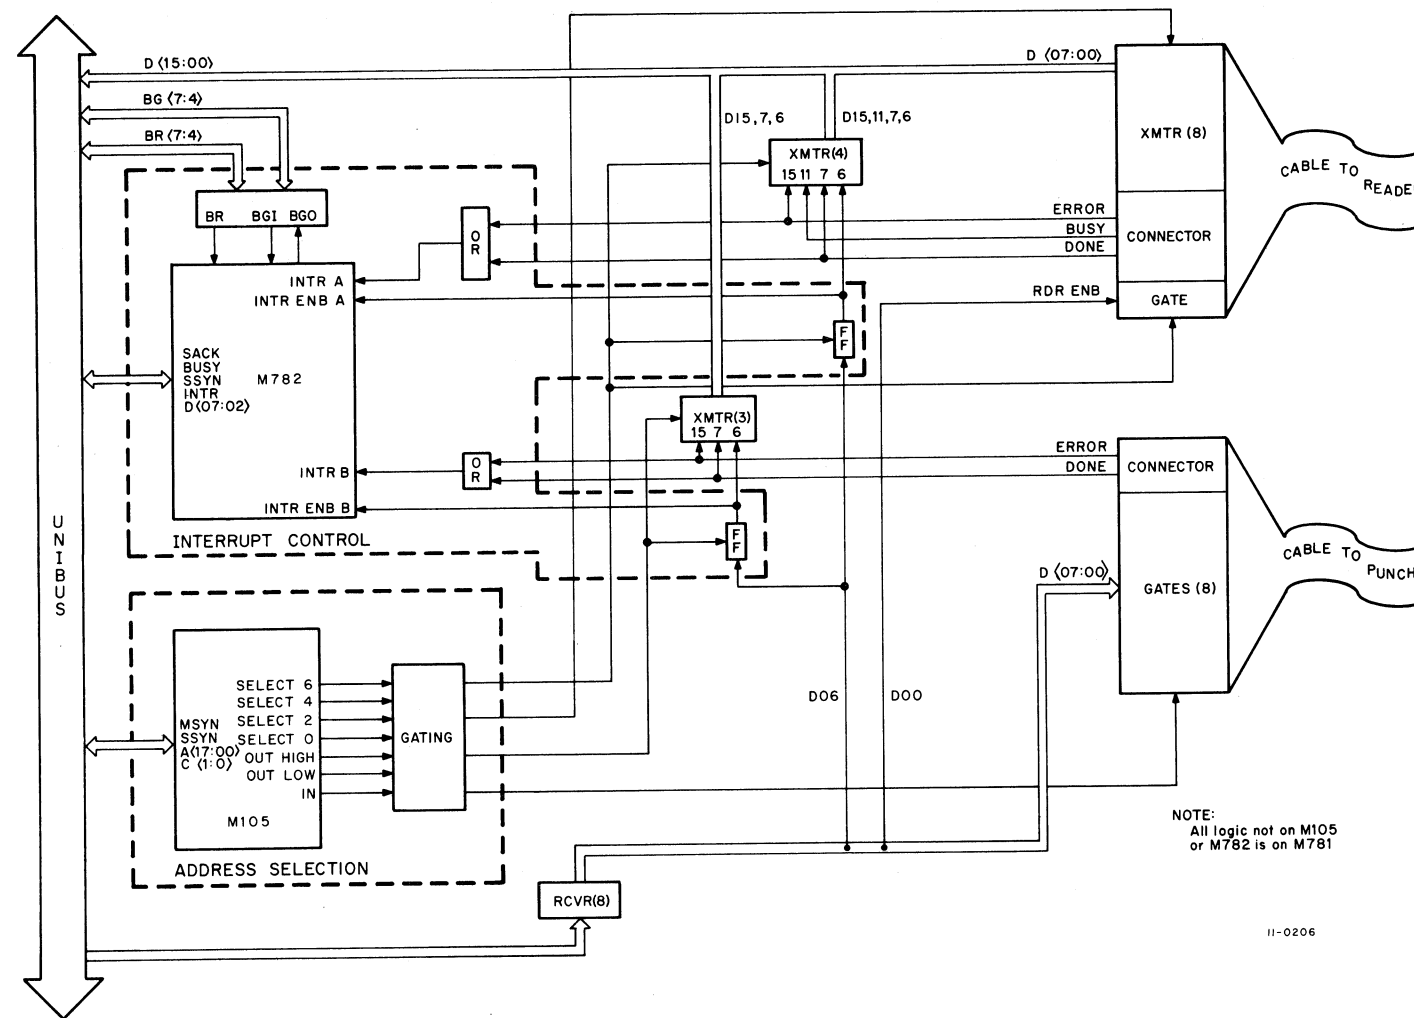 D ⟨15:00⟩
D ⟨07:00⟩
BG ⟨7:4⟩
BR ⟨7:4⟩
D15,7,6
D15,11,7,6
XMTR(4)
15 11 7 6
XMTR (8)
CABLE TO READE
BR BGI BGO
OR
ERROR
BUSY
DONE
CONNECTOR
INTR A
INTR ENB A
RDR ENB
GATE
FF
SACK
BUSY
SSYN
INTR
D⟨07:02⟩
M782
XMTR(3)
15 7 6
OR
ERROR
DONE
CONNECTOR
INTR B
INTR ENB B
INTERRUPT CONTROL
FF
UNIBUS
CABLE TO PUNCH
D ⟨07:00⟩
GATES (8)
SELECT 6
SELECT 4
SELECT 2
SELECT 0
OUT HIGH
OUT LOW
IN
MSYN
SSYN
A⟨17:00⟩
C ⟨1:0⟩
M105
GATING
D06
D00
ADDRESS SELECTION
RCVR(8)
NOTE:
All logic not on M105
or M782 is on M781
11-0206